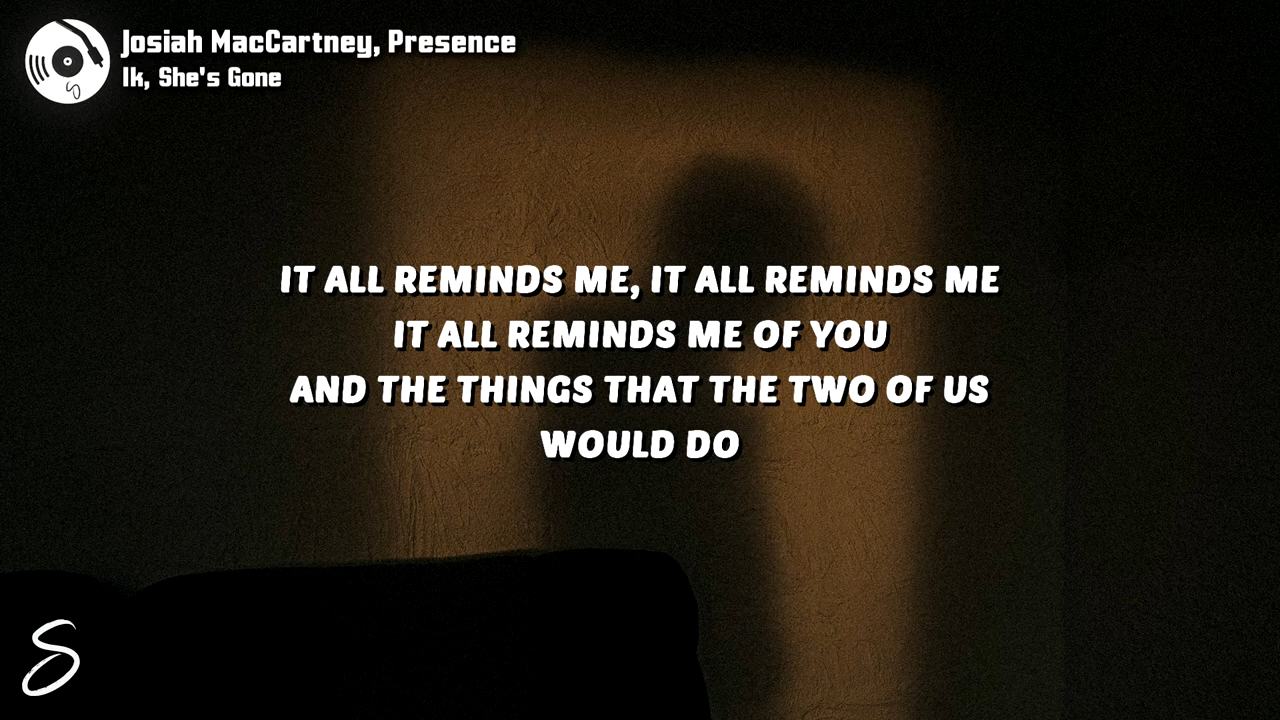 Josiah MacCartney, Presence
Ik, She's Gone
IT ALL REMINDS ME, IT ALL REMINDS ME
IT ALL REMINDS ME OF YOU
AND THE THINGS THAT THE TWO OF US
WOULD DO
S